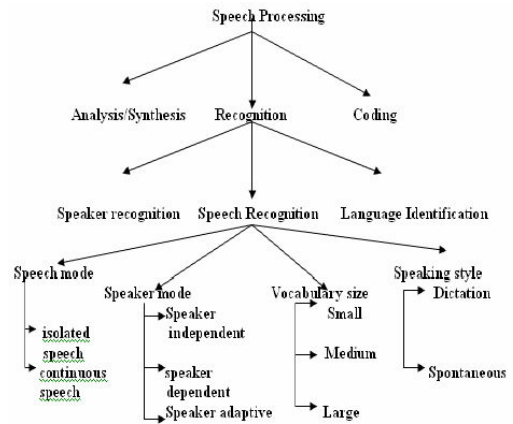 Speech Processing
Analysis/Synthesis
Recognition
Coding
Speaker recognition
Speech Recognition
Language Identification
Speech mode
isolated
speech
continuous
speech
Speaker mode
Speaker
independent
speaker
dependent
Speaker adaptive
Vocabulary size
Small
Medium
Large
Speaking style
Dictation
Spontaneous